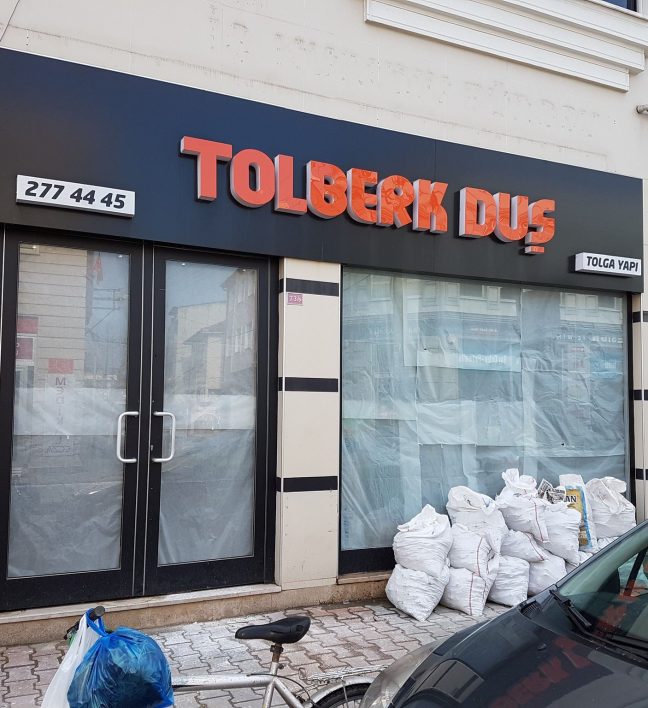 TOLBERK DUŞ
277 44 45
TOLGA YAPI